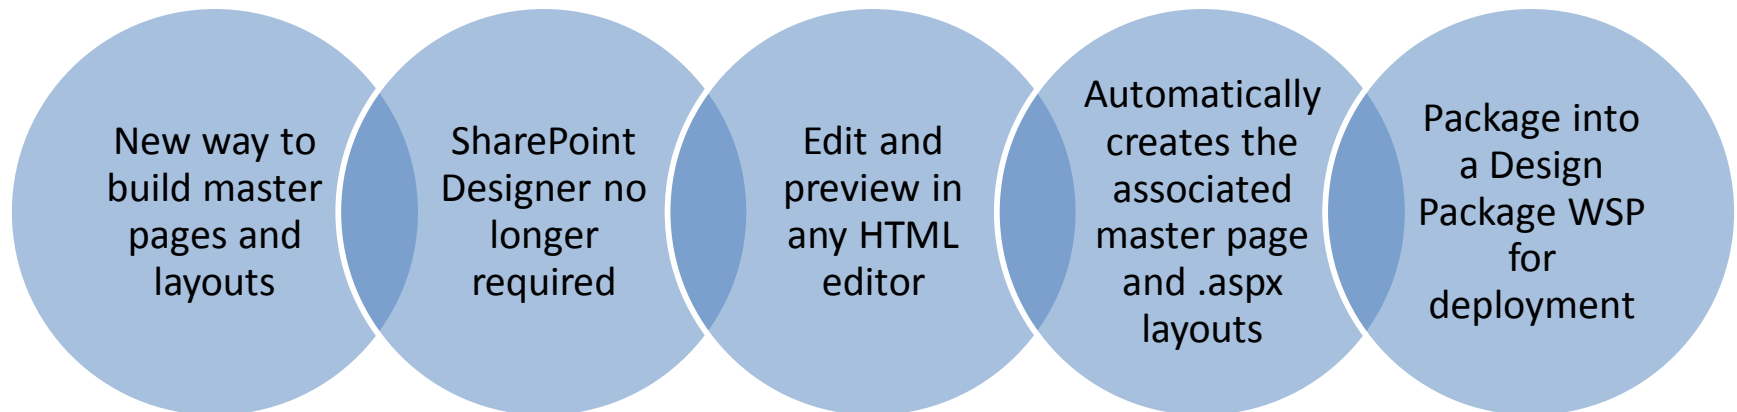 New way to
build master
pages and
layouts
SharePoint
Designer no
longer
required
Edit and
preview in
any HTML
editor
Automatically
creates the
associated
master page
and .aspx
layouts
Package into
a Design
Package WSP
for
deployment